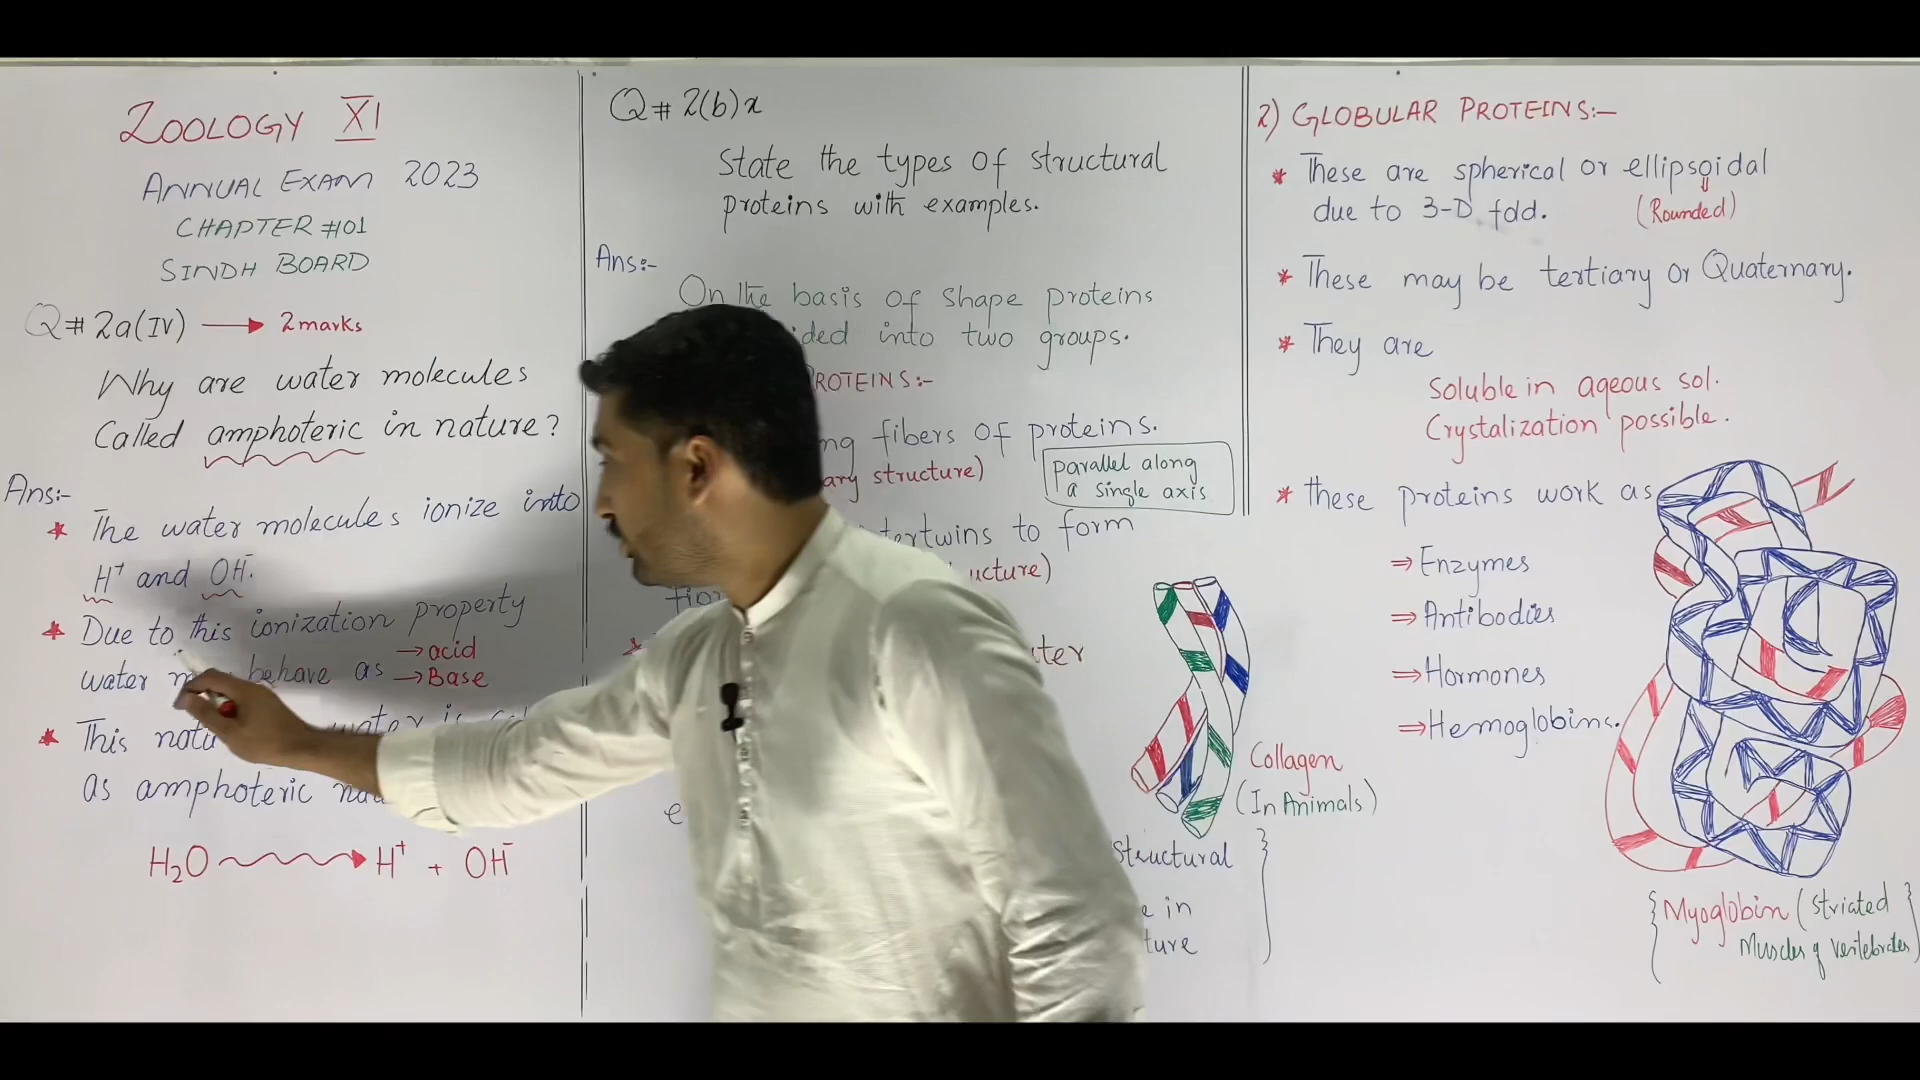 ZOOLOGY XI
ANNUAL EXAM 2023
CHAPTER #01
SINDH BOARD
Q# 2a(IV) → 2marks
Why are water molecules
Called amphoteric in nature?
Ans:-
* The water molecules ionize into
H⁺ and OH⁻.
* Due to this ionization property
water behave as → acid
→ Base
* This water is
as amphoteric
H₂O → H⁺ + OH⁻
Q# 2(b)x
State the types of structural
proteins with examples.
Ans:-
On the basis of shape proteins
into two groups.
PROTEINS:-
fibers of proteins.
structure)
parallel along
a single axis
to form
Collagen
(In Animals)
Structural
in
2) GLOBULAR PROTEINS:-
* These are spherical or ellipsoidal
due to 3-D fold. (Rounded)
* These may be tertiary or Quaternary.
* They are
Soluble in aqeous sol.
Crystalization possible.
* these proteins work as
⇒ Enzymes
⇒ Antibodies
⇒ Hormones
⇒ Hemoglobins.
{Myoglobin (striated
Muscles of vertebrates}